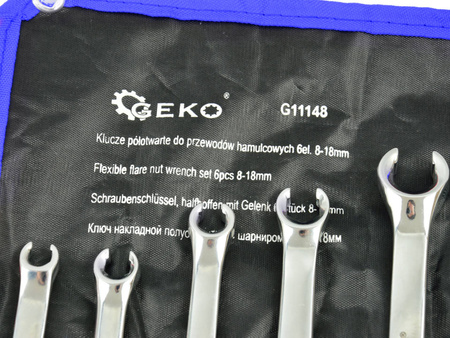 GEKO® G11148
Klucze półotwarte do przewodów hamulcowych 6el. 8-18mm
Flexible flare nut wrench set 6pcs 8-18mm
Schraubenschlüssel, mit Gelenk
Ключ накладной шарниром